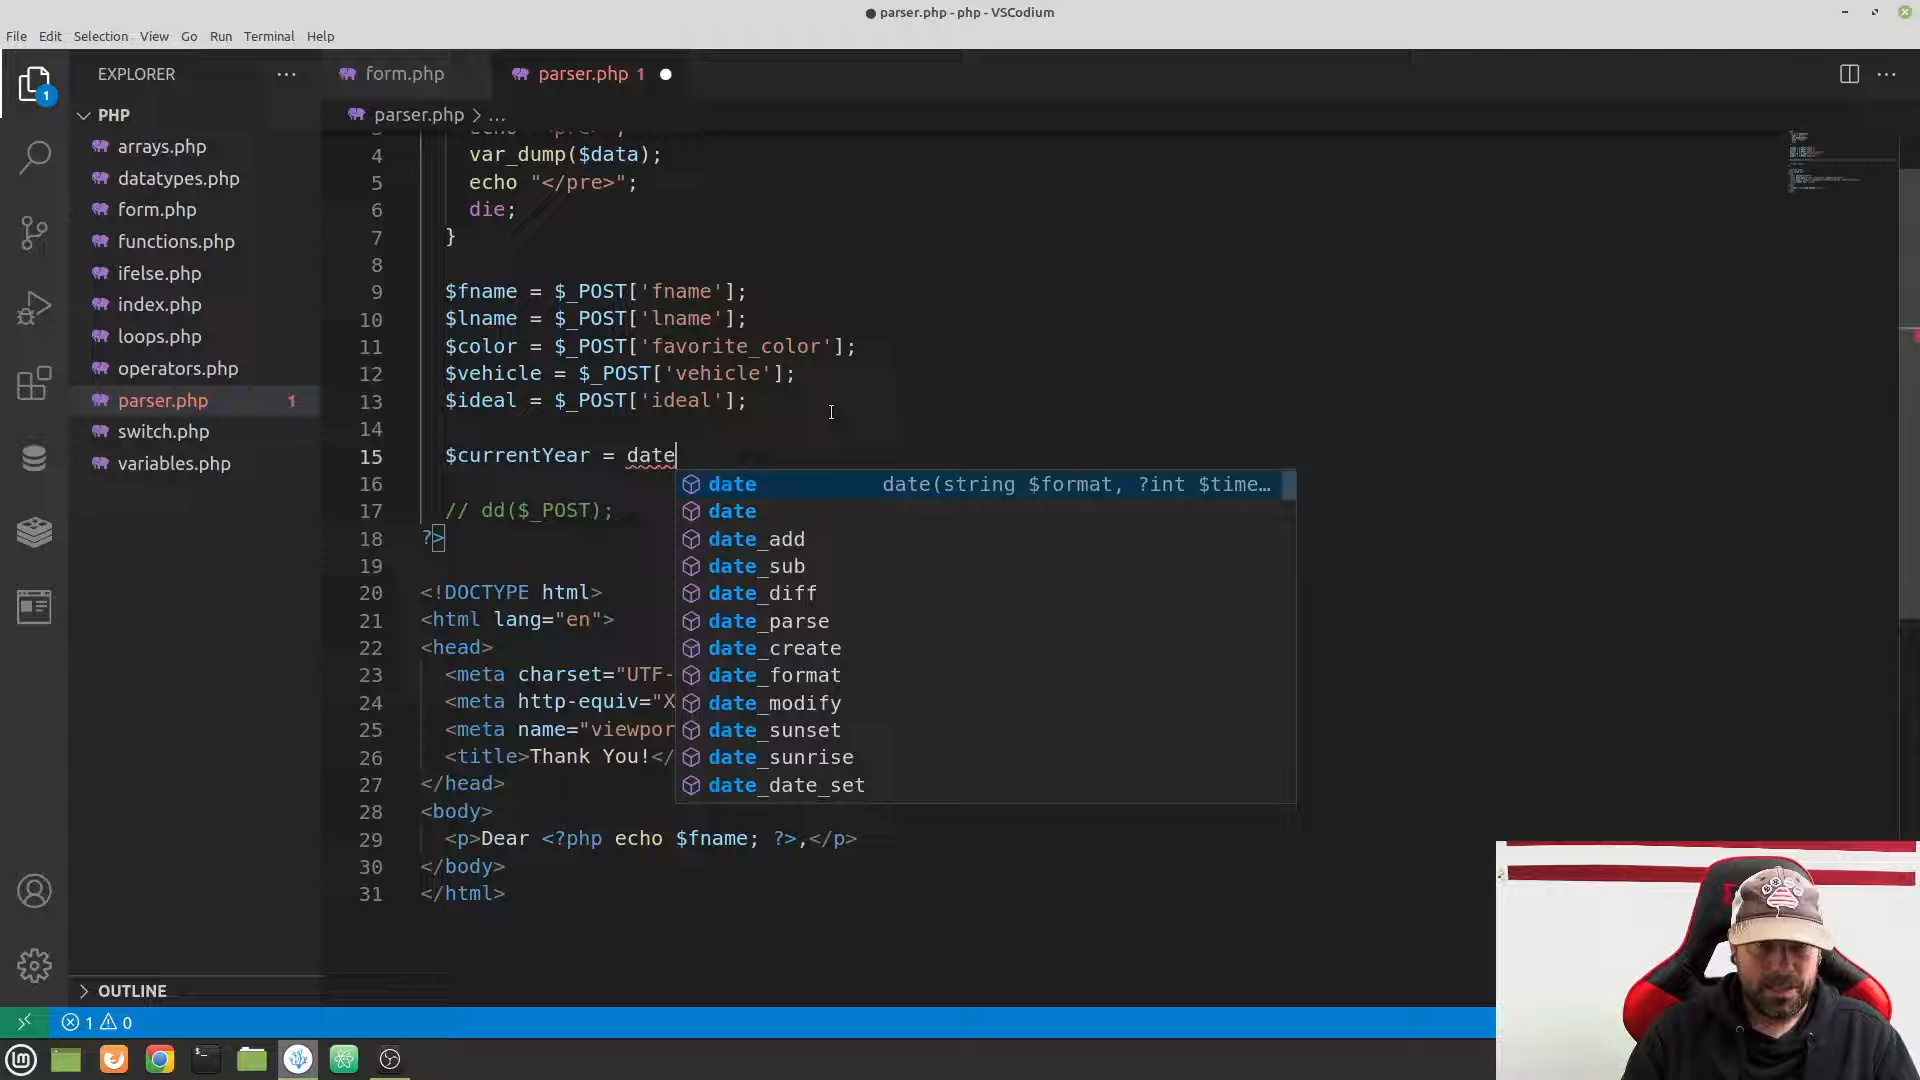 parser.php - php - VSCodium
File Edit Selection View Go Run Terminal Help
EXPLORER
form.php
parser.php 1
PHP
parser.php > ...
1
arrays.php
datatypes.php
form.php
functions.php
ifelse.php
index.php
loops.php
operators.php
parser.php 1
switch.php
variables.php
4 var_dump($data);
5 echo "</pre>";
6 die;
7 }
8
9 $fname = $_POST['fname'];
10 $lname = $_POST['lname'];
11 $color = $_POST['favorite_color'];
12 $vehicle = $_POST['vehicle'];
13 $ideal = $_POST['ideal'];
14
15 $currentYear = date
16
17 // dd($_POST);
18 ?>
19
20 <!DOCTYPE html>
21 <html lang="en">
22 <head>
23 <meta charset="UTF-
24 <meta http-equiv="X
25 <meta name="viewpor
26 <title>Thank You!</
27 </head>
28 <body>
29 <p>Dear <?php echo $fname; ?>,</p>
30 </body>
31 </html>
date date(string $format, ?int $time…
date
date_add
date_sub
date_diff
date_parse
date_create
date_format
date_modify
date_sunset
date_sunrise
date_date_set
OUTLINE
1 0